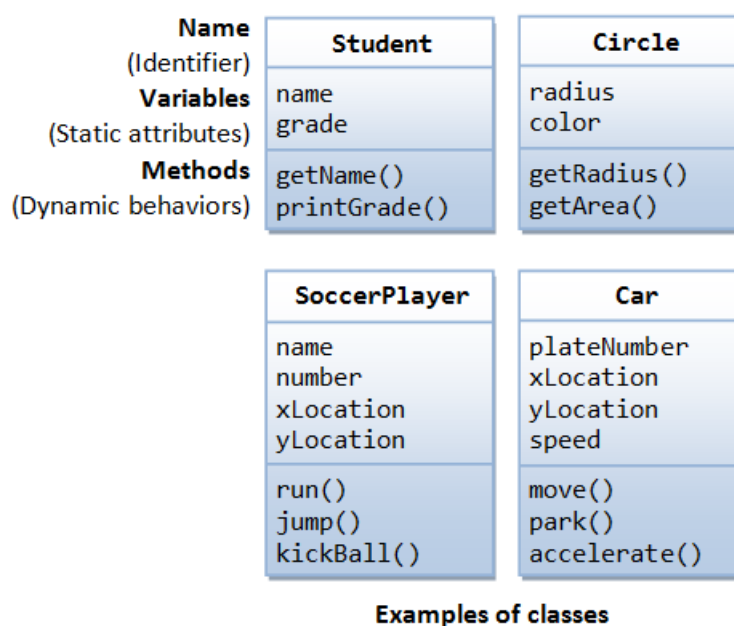 Name
(Identifier)
Variables
(Static attributes)
Methods
(Dynamic behaviors)
Student
name
grade
getName()
printGrade()
Circle
radius
color
getRadius()
getArea()
SoccerPlayer
name
number
xLocation
yLocation
run()
jump()
kickBall()
Car
plateNumber
xLocation
yLocation
speed
move()
park()
accelerate()
Examples of classes